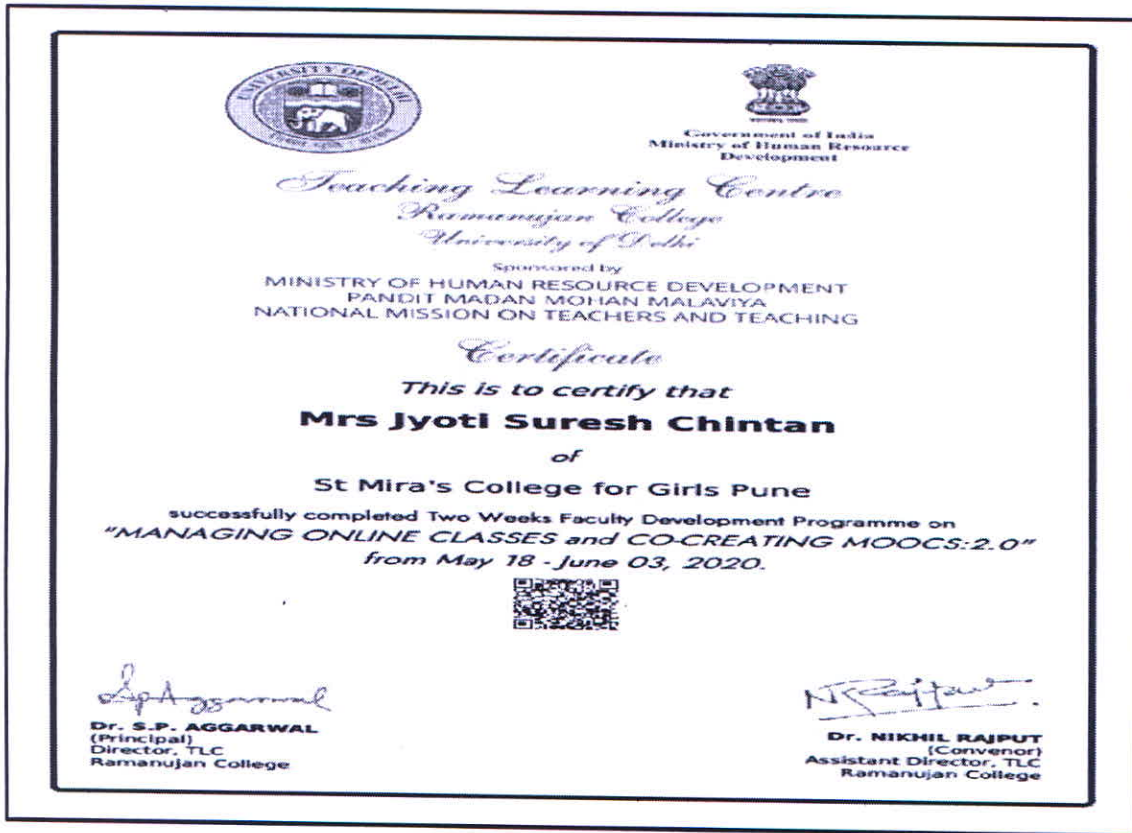 UNIVERSITY OF DELHI
Government of India
Ministry of Human Resource
Development
Teaching Learning Centre
Ramanujan College
University of Delhi
Sponsored by
MINISTRY OF HUMAN RESOURCE DEVELOPMENT
PANDIT MADAN MOHAN MALAVIYA
NATIONAL MISSION ON TEACHERS AND TEACHING
Certificate
This is to certify that
Mrs Jyoti Suresh Chintan
of
St Mira's College for Girls Pune
successfully completed Two Weeks Faculty Development Programme on
"MANAGING ONLINE CLASSES and CO-CREATING MOOCS:2.0"
from May 18 - June 03, 2020.
Dr. S.P. AGGARWAL
(Principal)
Director, TLC
Ramanujan College
Dr. NIKHIL RAJPUT
(Convenor)
Assistant Director, TLC
Ramanujan College